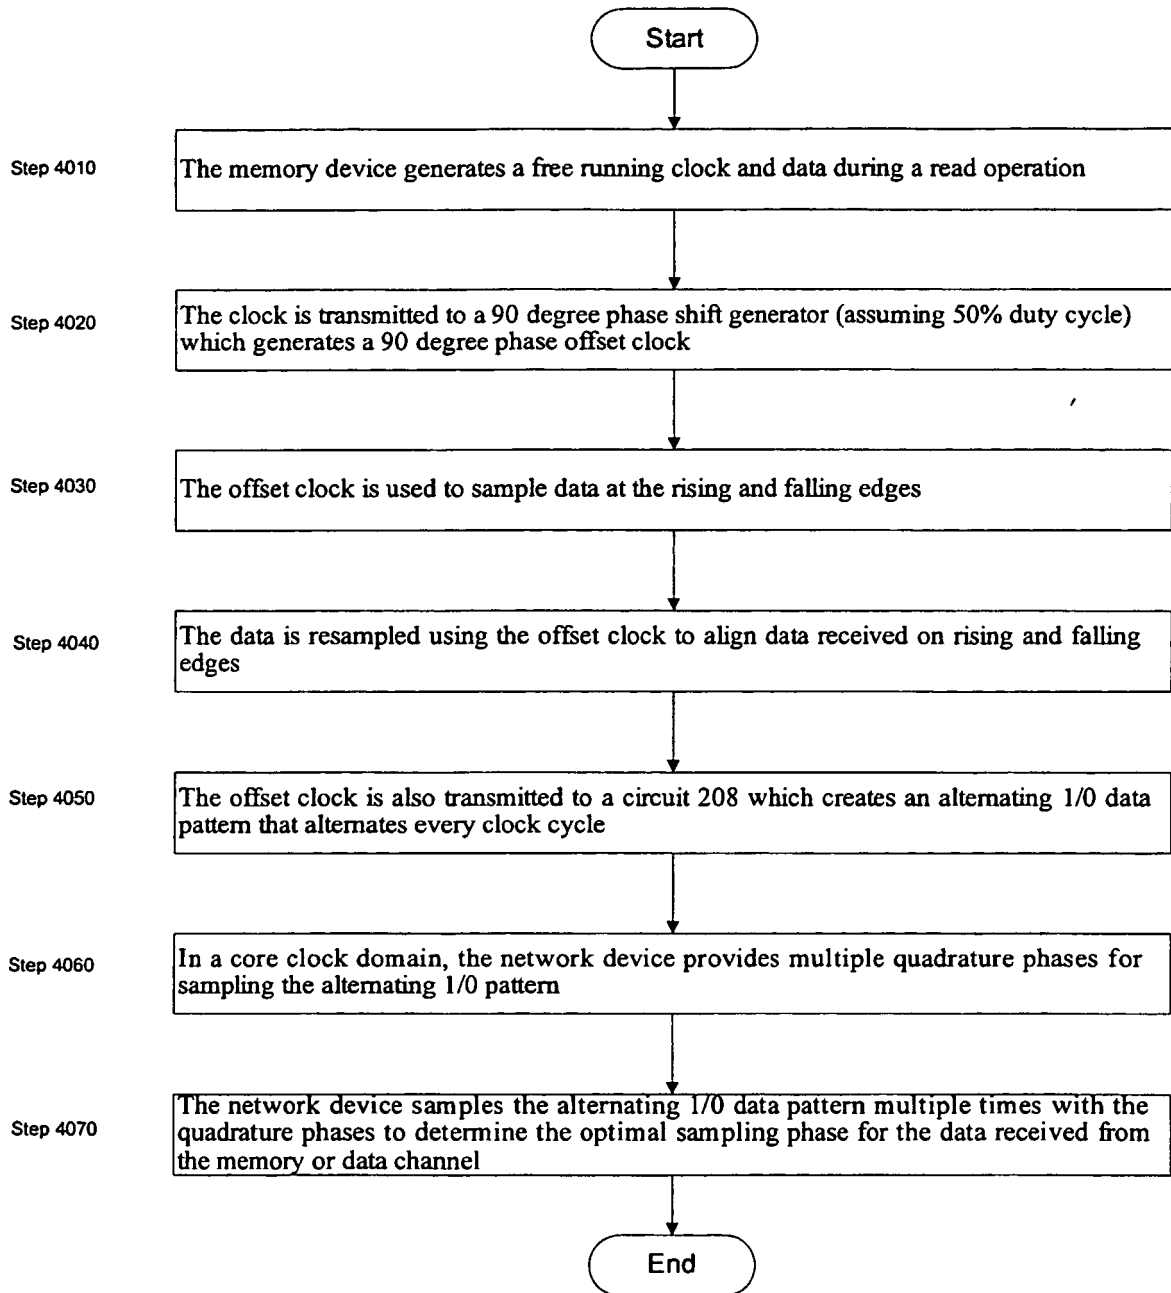 Start
Step 4010
The memory device generates a free running clock and data during a read operation
Step 4020
The clock is transmitted to a 90 degree phase shift generator (assuming 50% duty cycle)
which generates a 90 degree phase offset clock
Step 4030
The offset clock is used to sample data at the rising and falling edges
Step 4040
The data is resampled using the offset clock to align data received on rising and falling
edges
Step 4050
The offset clock is also transmitted to a circuit 208 which creates an alternating 1/0 data
pattern that alternates every clock cycle
Step 4060
In a core clock domain, the network device provides multiple quadrature phases for
sampling the alternating 1/0 pattern
Step 4070
The network device samples the alternating 1/0 data pattern multiple times with the
quadrature phases to determine the optimal sampling phase for the data received from
the memory or data channel
End